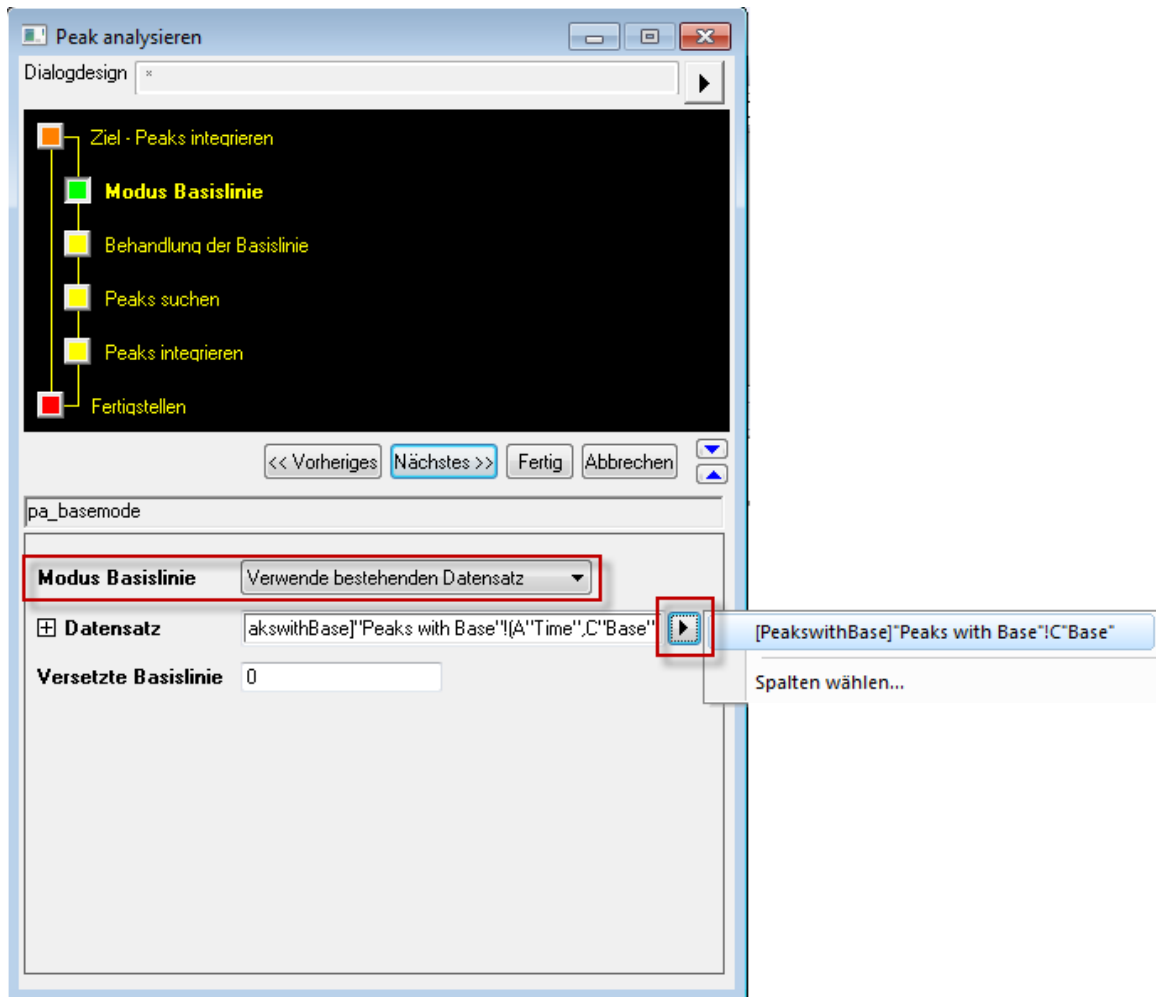 Peak analysieren
Dialogdesign *
Ziel - Peaks integrieren
Modus Basislinie
Behandlung der Basislinie
Peaks suchen
Peaks integrieren
Fertigstellen
<< Vorheriges Nächstes >> Fertig Abbrechen
pa_basemode
Modus Basislinie Verwende bestehenden Datensatz
Datensatz akswithBase]"Peaks with Base"!(A"Time",C"Base"
[PeakswithBase]"Peaks with Base"!C"Base"
Versetzte Basislinie 0
Spalten wählen...